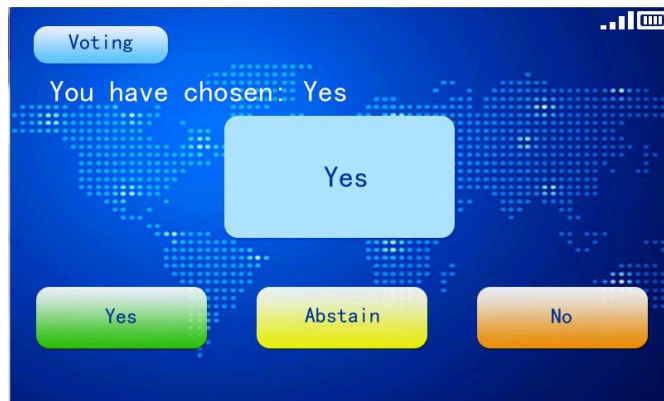 Voting
You have chosen: Yes
Yes
Yes Abstain No